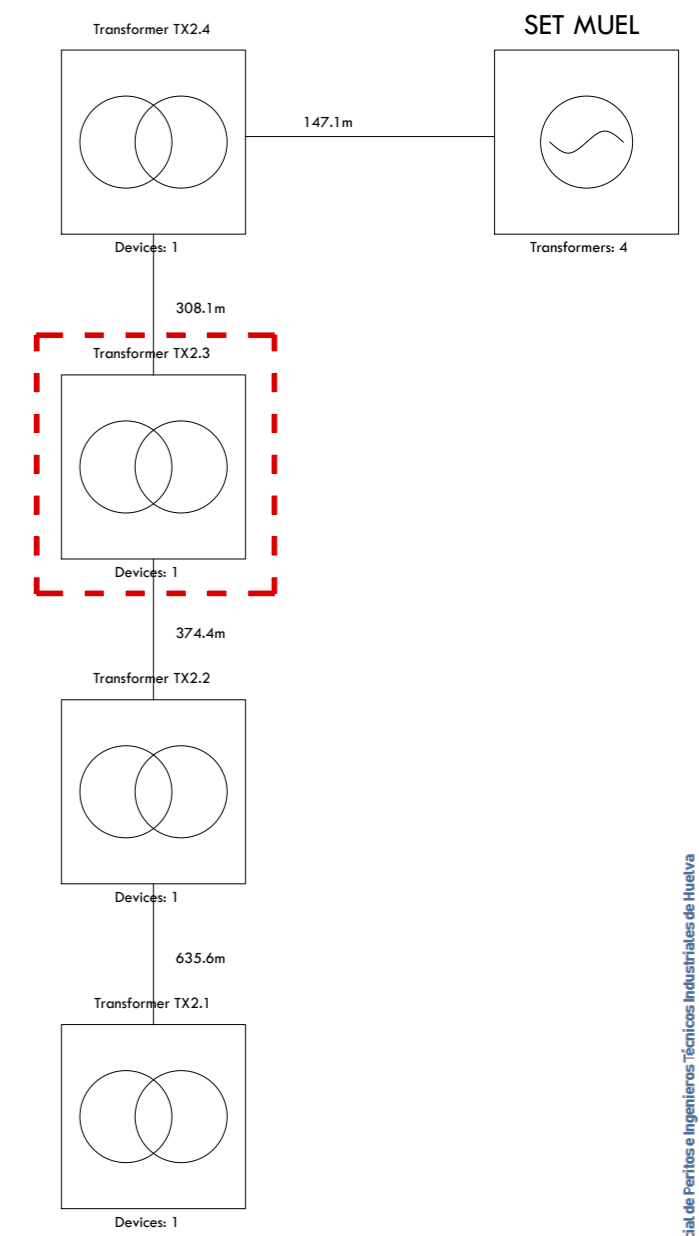 Transformer TX2.4
SET MUEL
147.1m
Devices: 1
Transformers: 4
308.1m
Transformer TX2.3
Devices: 1
374.4m
Transformer TX2.2
Devices: 1
635.6m
Transformer TX2.1
Devices: 1
de Peritos e Ingenieros Técnicos Industriales de Huelva